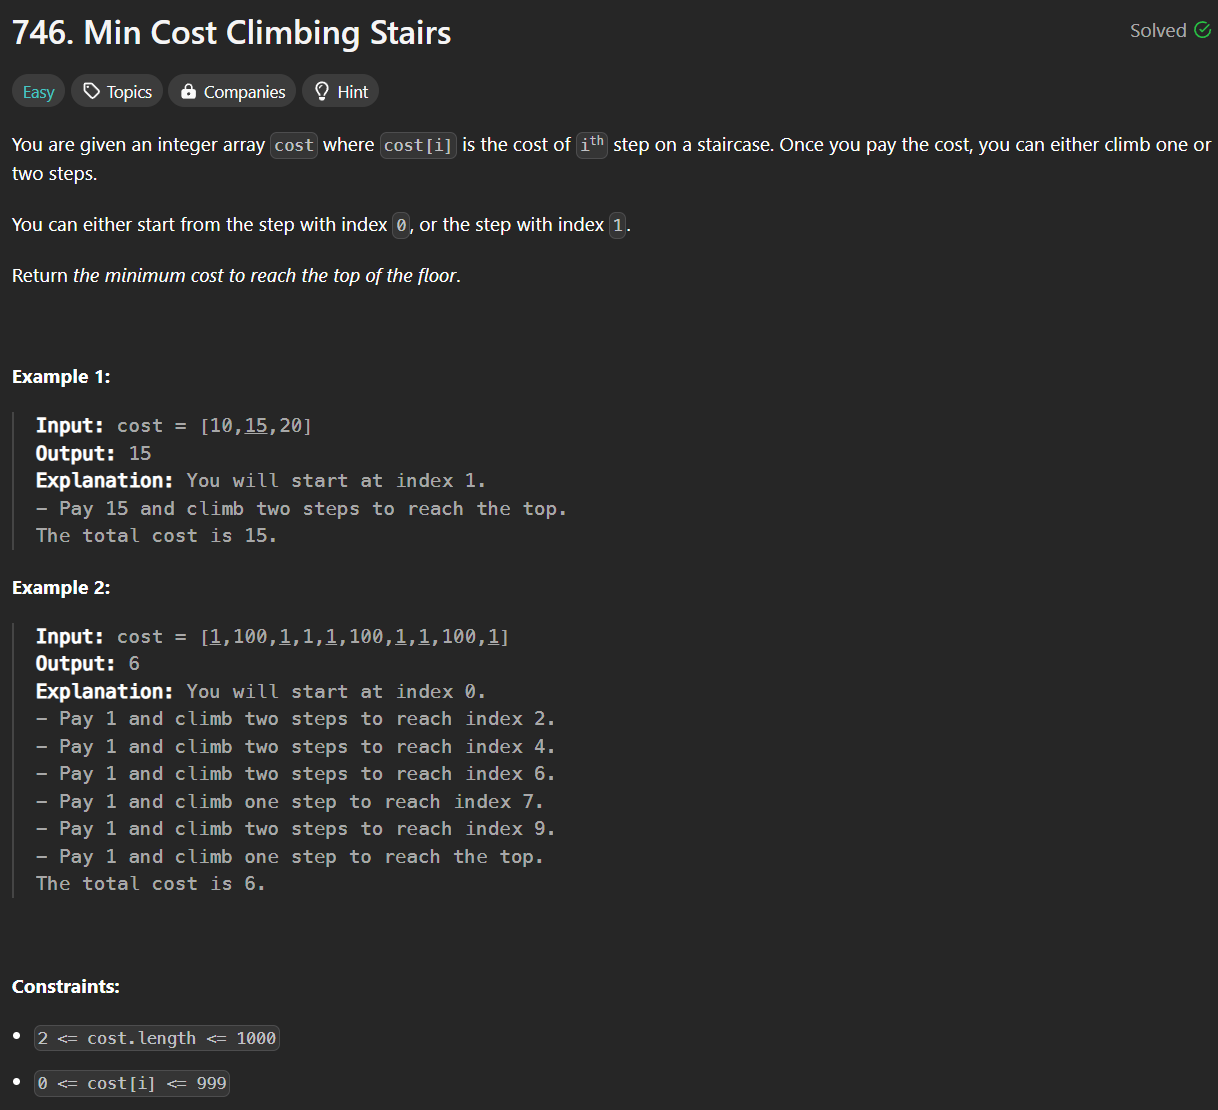 746. Min Cost Climbing Stairs
Solved
Easy Topics Companies Hint
You are given an integer array cost where cost[i] is the cost of ith step on a staircase. Once you pay the cost, you can either climb one or
two steps.
You can either start from the step with index 0, or the step with index 1.
Return the minimum cost to reach the top of the floor.
Example 1:
Input: cost = [10,15,20]
Output: 15
Explanation: You will start at index 1.
- Pay 15 and climb two steps to reach the top.
The total cost is 15.
Example 2:
Input: cost = [1,100,1,1,1,100,1,1,100,1]
Output: 6
Explanation: You will start at index 0.
- Pay 1 and climb two steps to reach index 2.
- Pay 1 and climb two steps to reach index 4.
- Pay 1 and climb two steps to reach index 6.
- Pay 1 and climb one step to reach index 7.
- Pay 1 and climb two steps to reach index 9.
- Pay 1 and climb one step to reach the top.
The total cost is 6.
Constraints:
• 2 <= cost.length <= 1000
• 0 <= cost[i] <= 999